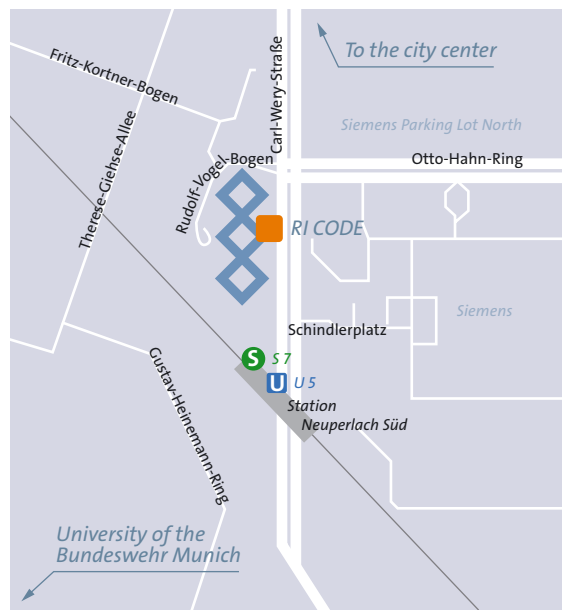 To the city center
Fritz-Kortner-Bogen
Carl-Wery-Straße
Siemens Parking Lot North
Therese-Giehse-Allee
Rudolf-Vogel-Bogen
Otto-Hahn-Ring
RI CODE
Siemens
Schindlerplatz
S S 7
U U 5
Station
Neuperlach Süd
Gustav-Heinemann-Ring
University of the
Bundeswehr Munich